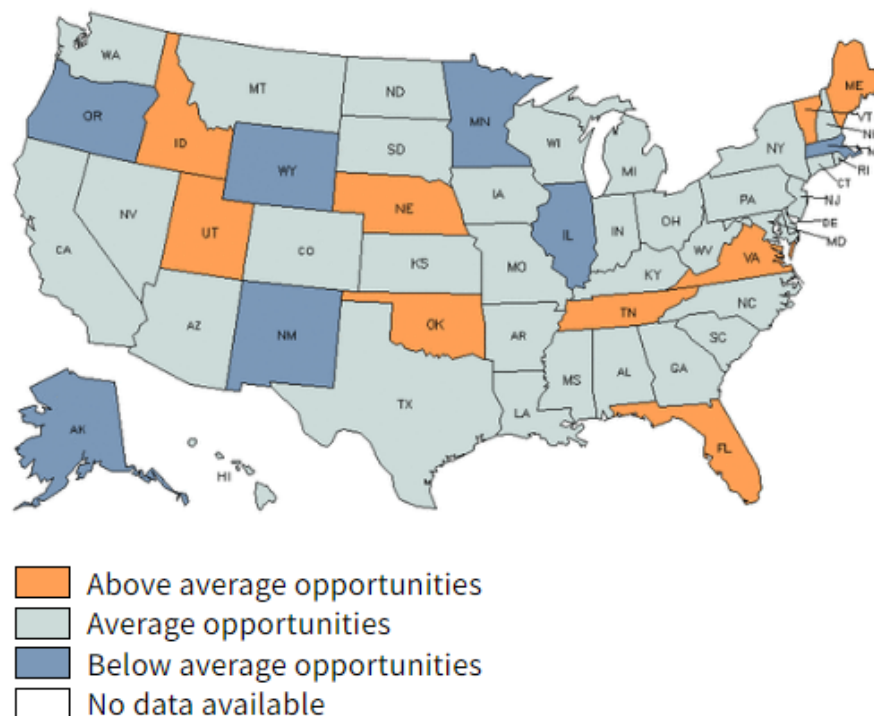 WA
MT
ND
MN
ME
VT
OR
ID
SD
WI
NY
MI
RI
CT
WY
IA
PA
NJ
NE
OH
DE
NV
UT
IL
IN
MD
CA
CO
KS
MO
WV
VA
KY
NC
TN
AZ
NM
OK
AR
SC
MS
AL
GA
TX
LA
AK
FL
HI
Above average opportunities
Average opportunities
Below average opportunities
No data available